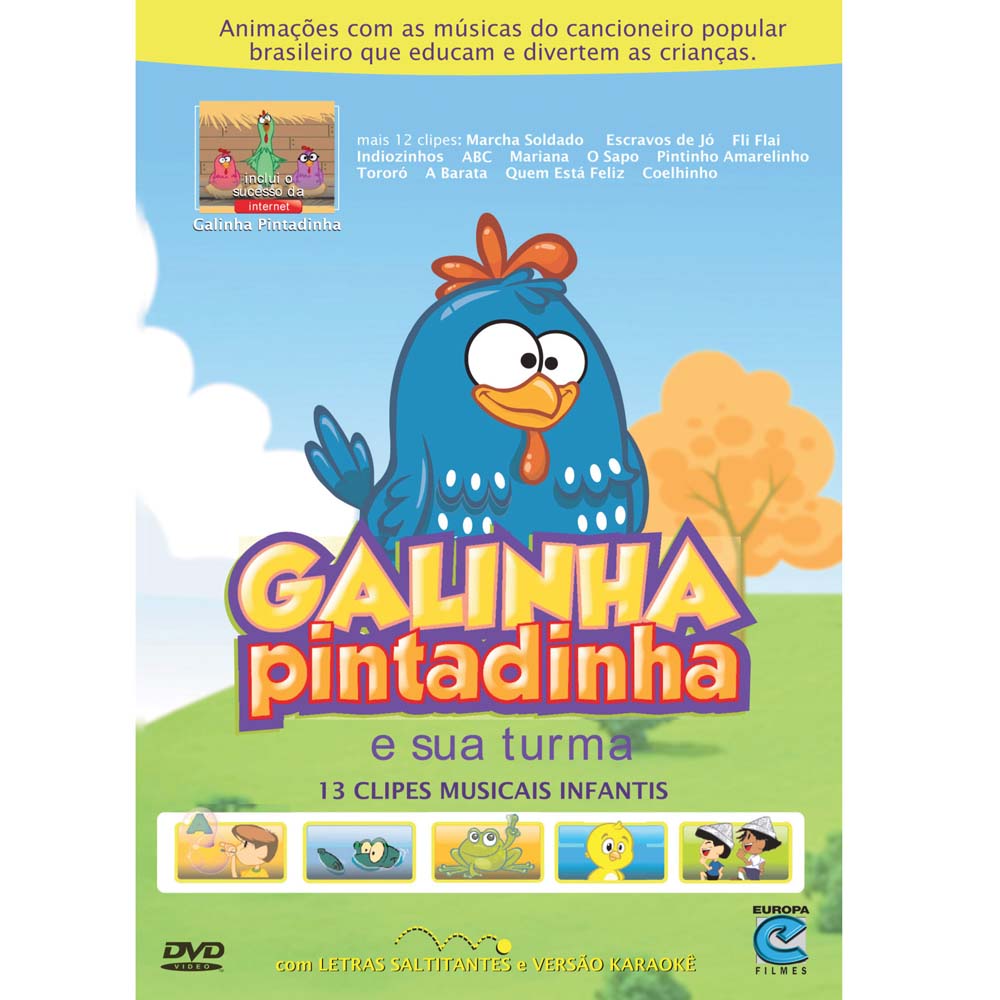 Animações com as músicas do cancioneiro popular
brasileiro que educam e divertem as crianças.
inclui o
sucesso da
internet
Galinha Pintadinha
mais 12 clipes: Marcha Soldado Escravos de Jó Fli Flai
Indiozinhos ABC Mariana O Sapo Pintinho Amarelinho
Tororó A Barata Quem Está Feliz Coelhinho
GALINHA
pintadinha
e sua turma
13 CLIPES MUSICAIS INFANTIS
A
DVD
VIDEO
com LETRAS SALTITANTES e VERSÃO KARAOKÊ
EUROPA
FILMES